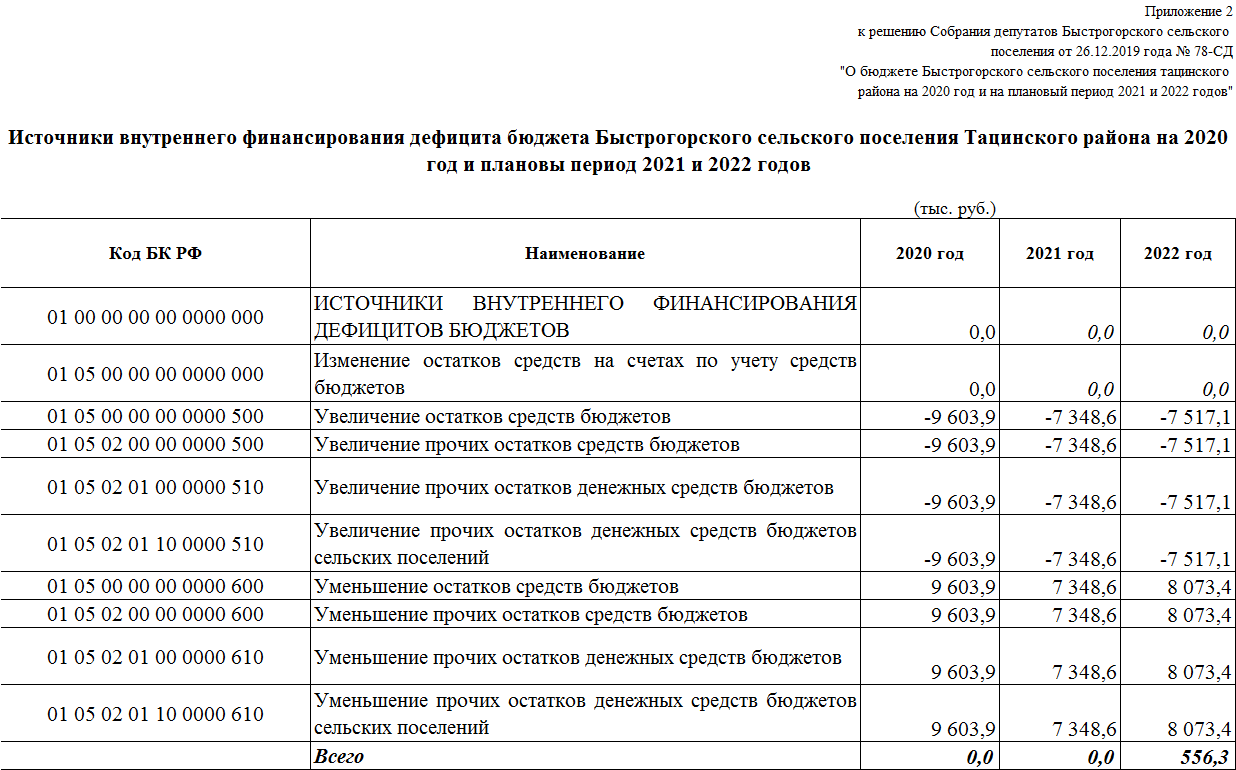 Приложение 2
к решению Собрания депутатов Быстрогорского сельского
поселения от 26.12.2019 года № 78-СД
"О бюджете Быстрогорского сельского поселения тацинского
района на 2020 год и на плановый период 2021 и 2022 годов"
Источники внутреннего финансирования дефицита бюджета Быстрогорского сельского поселения Тацинского района на 2020
год и плановы период 2021 и 2022 годов
(тыс. руб.)
Код БК РФ Наименование 2020 год 2021 год 2022 год
01 00 00 00 00 0000 000 ИСТОЧНИКИ ВНУТРЕННЕГО ФИНАНСИРОВАНИЯ
ДЕФИЦИТОВ БЮДЖЕТОВ 0,0 0,0 0,0
01 05 00 00 00 0000 000 Изменение остатков средств на счетах по учету средств
бюджетов 0,0 0,0 0,0
01 05 00 00 00 0000 500 Увеличение остатков средств бюджетов -9 603,9 -7 348,6 -7 517,1
01 05 02 00 00 0000 500 Увеличение прочих остатков средств бюджетов -9 603,9 -7 348,6 -7 517,1
01 05 02 01 00 0000 510 Увеличение прочих остатков денежных средств бюджетов -9 603,9 -7 348,6 -7 517,1
01 05 02 01 10 0000 510 Увеличение прочих остатков денежных средств бюджетов
сельских поселений -9 603,9 -7 348,6 -7 517,1
01 05 00 00 00 0000 600 Уменьшение остатков средств бюджетов 9 603,9 7 348,6 8 073,4
01 05 02 00 00 0000 600 Уменьшение прочих остатков средств бюджетов 9 603,9 7 348,6 8 073,4
01 05 02 01 00 0000 610 Уменьшение прочих остатков денежных средств бюджетов 9 603,9 7 348,6 8 073,4
01 05 02 01 10 0000 610 Уменьшение прочих остатков денежных средств бюджетов
сельских поселений 9 603,9 7 348,6 8 073,4
Всего 0,0 0,0 556,3